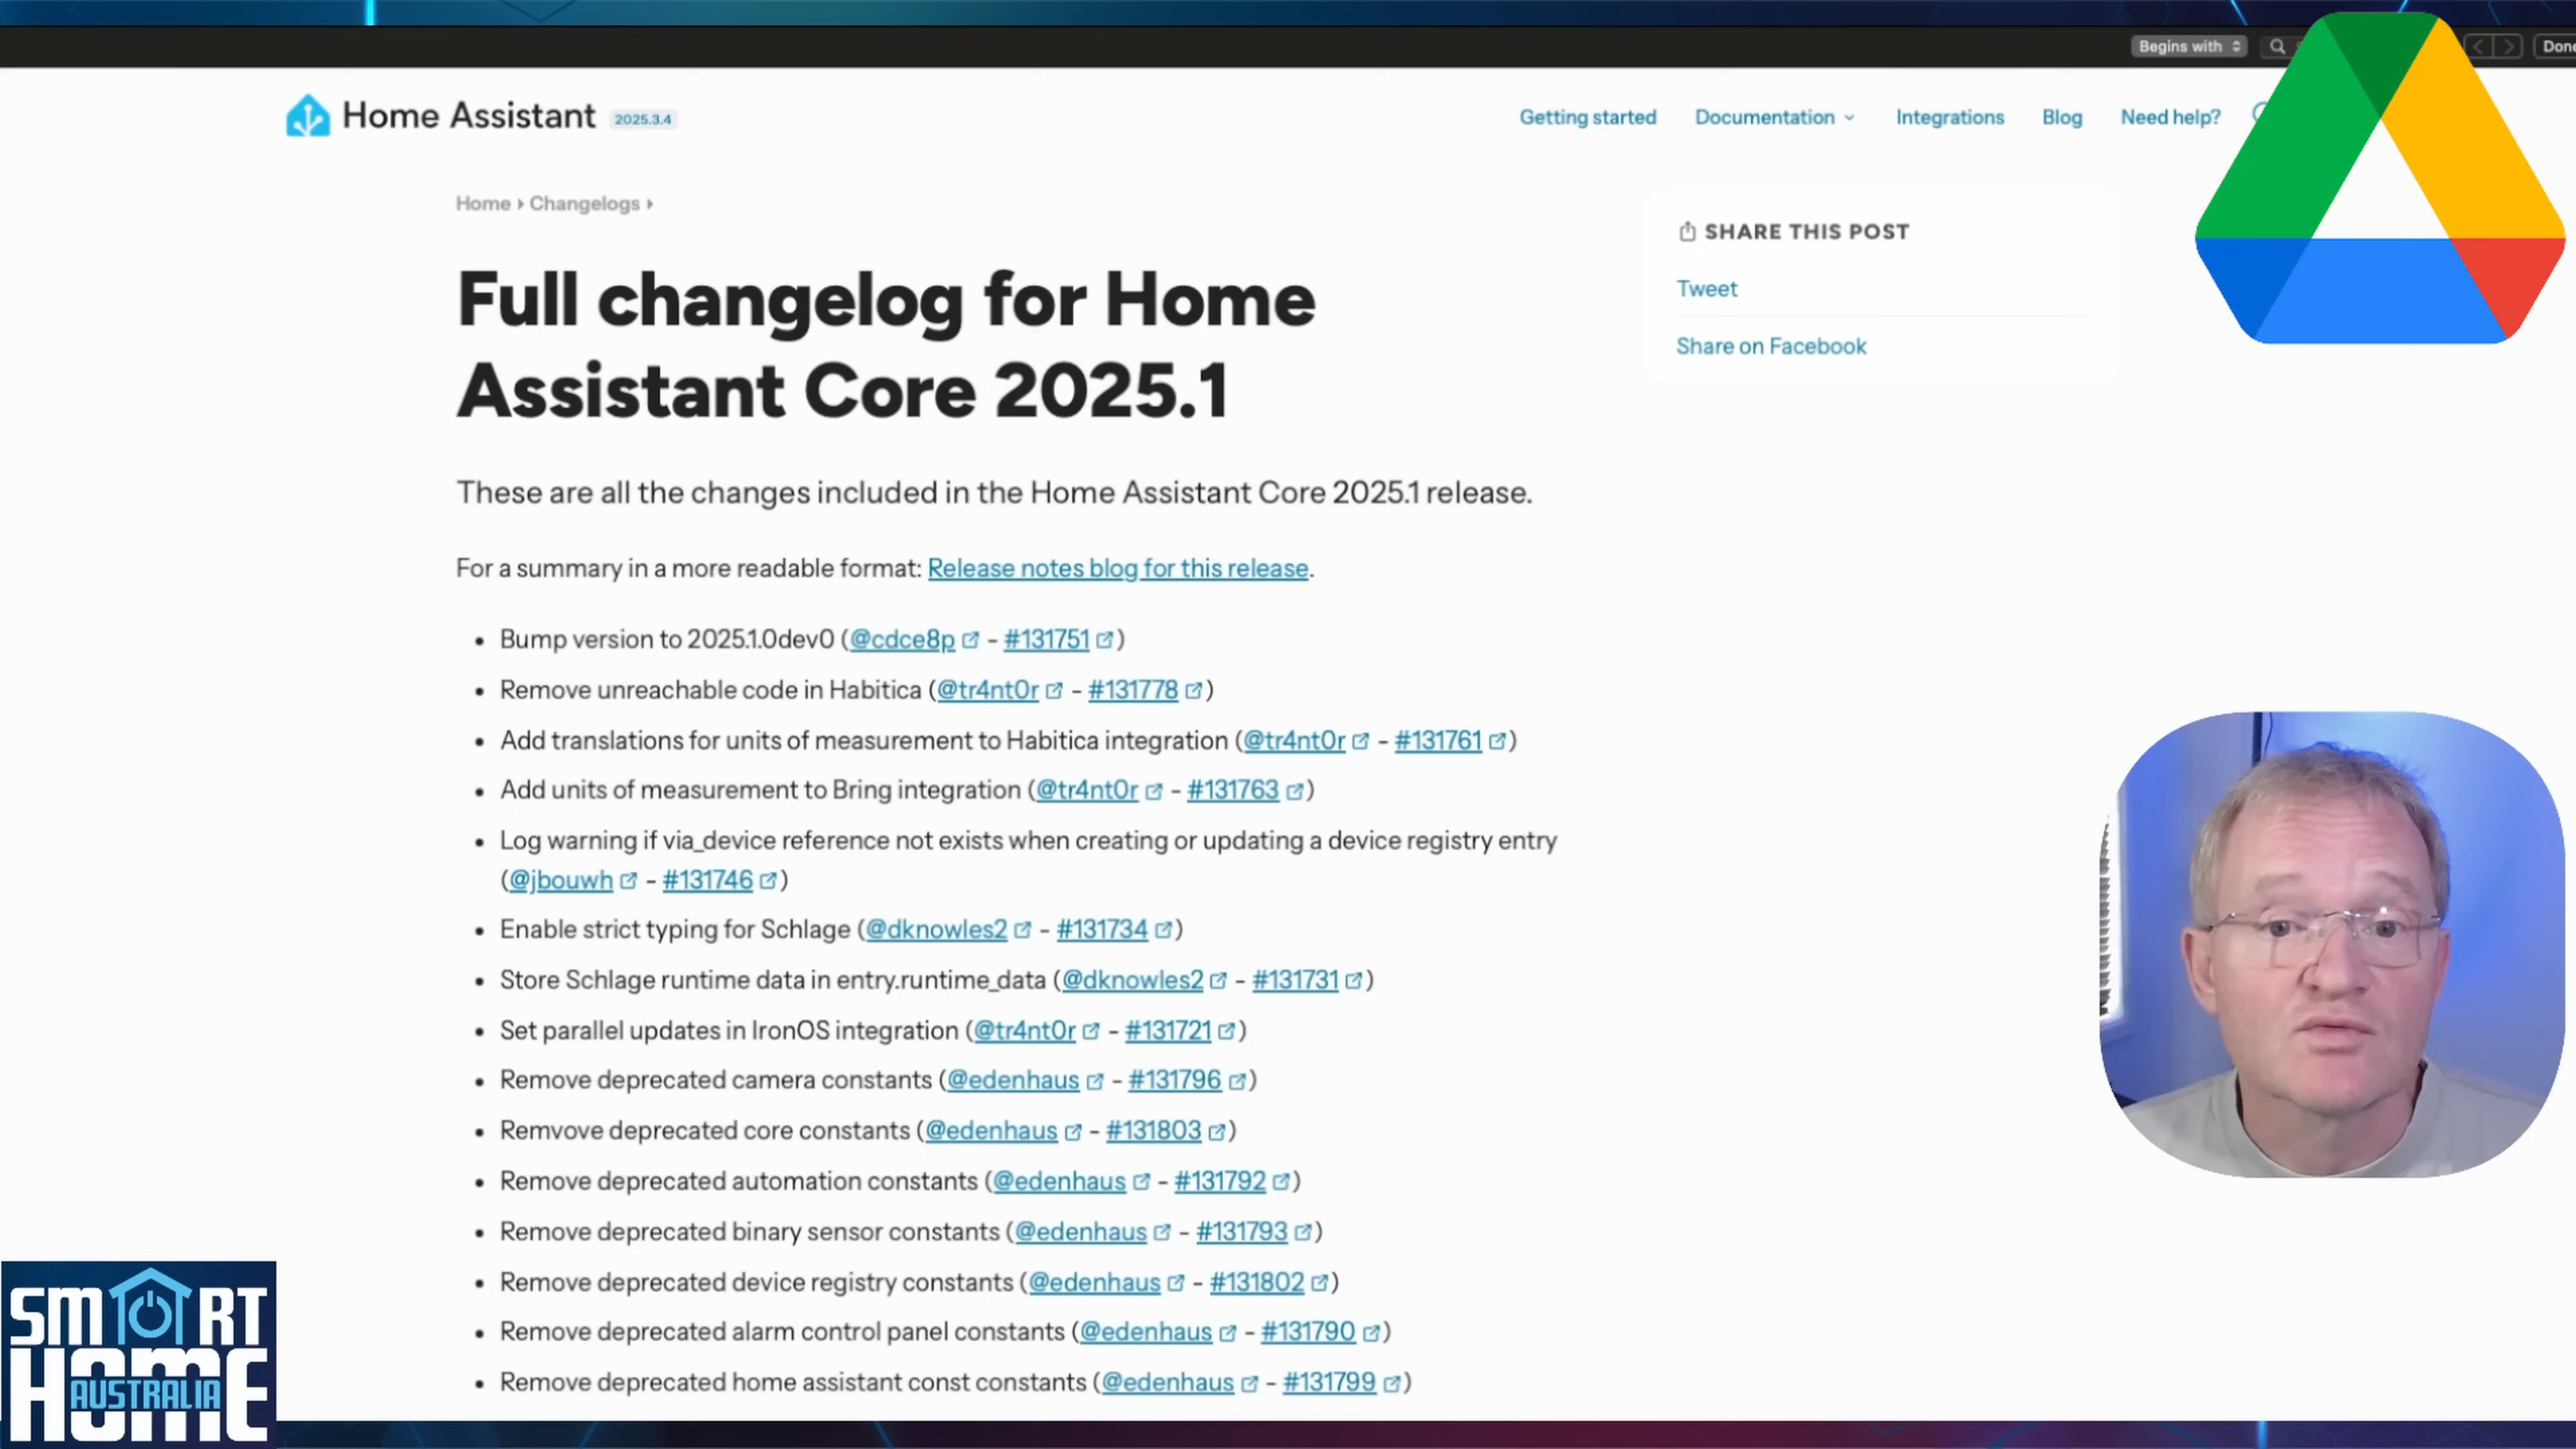 Begins with
Done
Home Assistant 2025.3.4
Getting started Documentation Integrations Blog Need help?
Home Changelogs
SHARE THIS POST
Tweet
Share on Facebook
Full changelog for Home
Assistant Core 2025.1
These are all the changes included in the Home Assistant Core 2025.1 release.
For a summary in a more readable format: Release notes blog for this release.
• Bump version to 2025.1.0dev0 (@cdce8p - #131751)
• Remove unreachable code in Habitica (@tr4nt0r - #131778)
• Add translations for units of measurement to Habitica integration (@tr4nt0r - #131761)
• Add units of measurement to Bring integration (@tr4nt0r - #131763)
• Log warning if via_device reference not exists when creating or updating a device registry entry
(@jbouwh - #131746)
• Enable strict typing for Schlage (@dknowles2 - #131734)
• Store Schlage runtime data in entry.runtime_data (@dknowles2 - #131731)
• Set parallel updates in IronOS integration (@tr4nt0r - #131721)
• Remove deprecated camera constants (@edenhaus - #131796)
• Remvove deprecated core constants (@edenhaus - #131803)
• Remove deprecated automation constants (@edenhaus - #131792)
• Remove deprecated binary sensor constants (@edenhaus - #131793)
• Remove deprecated device registry constants (@edenhaus - #131802)
• Remove deprecated alarm control panel constants (@edenhaus - #131790)
• Remove deprecated home assistant const constants (@edenhaus - #131799)
SMART
HOME
AUSTRALIA